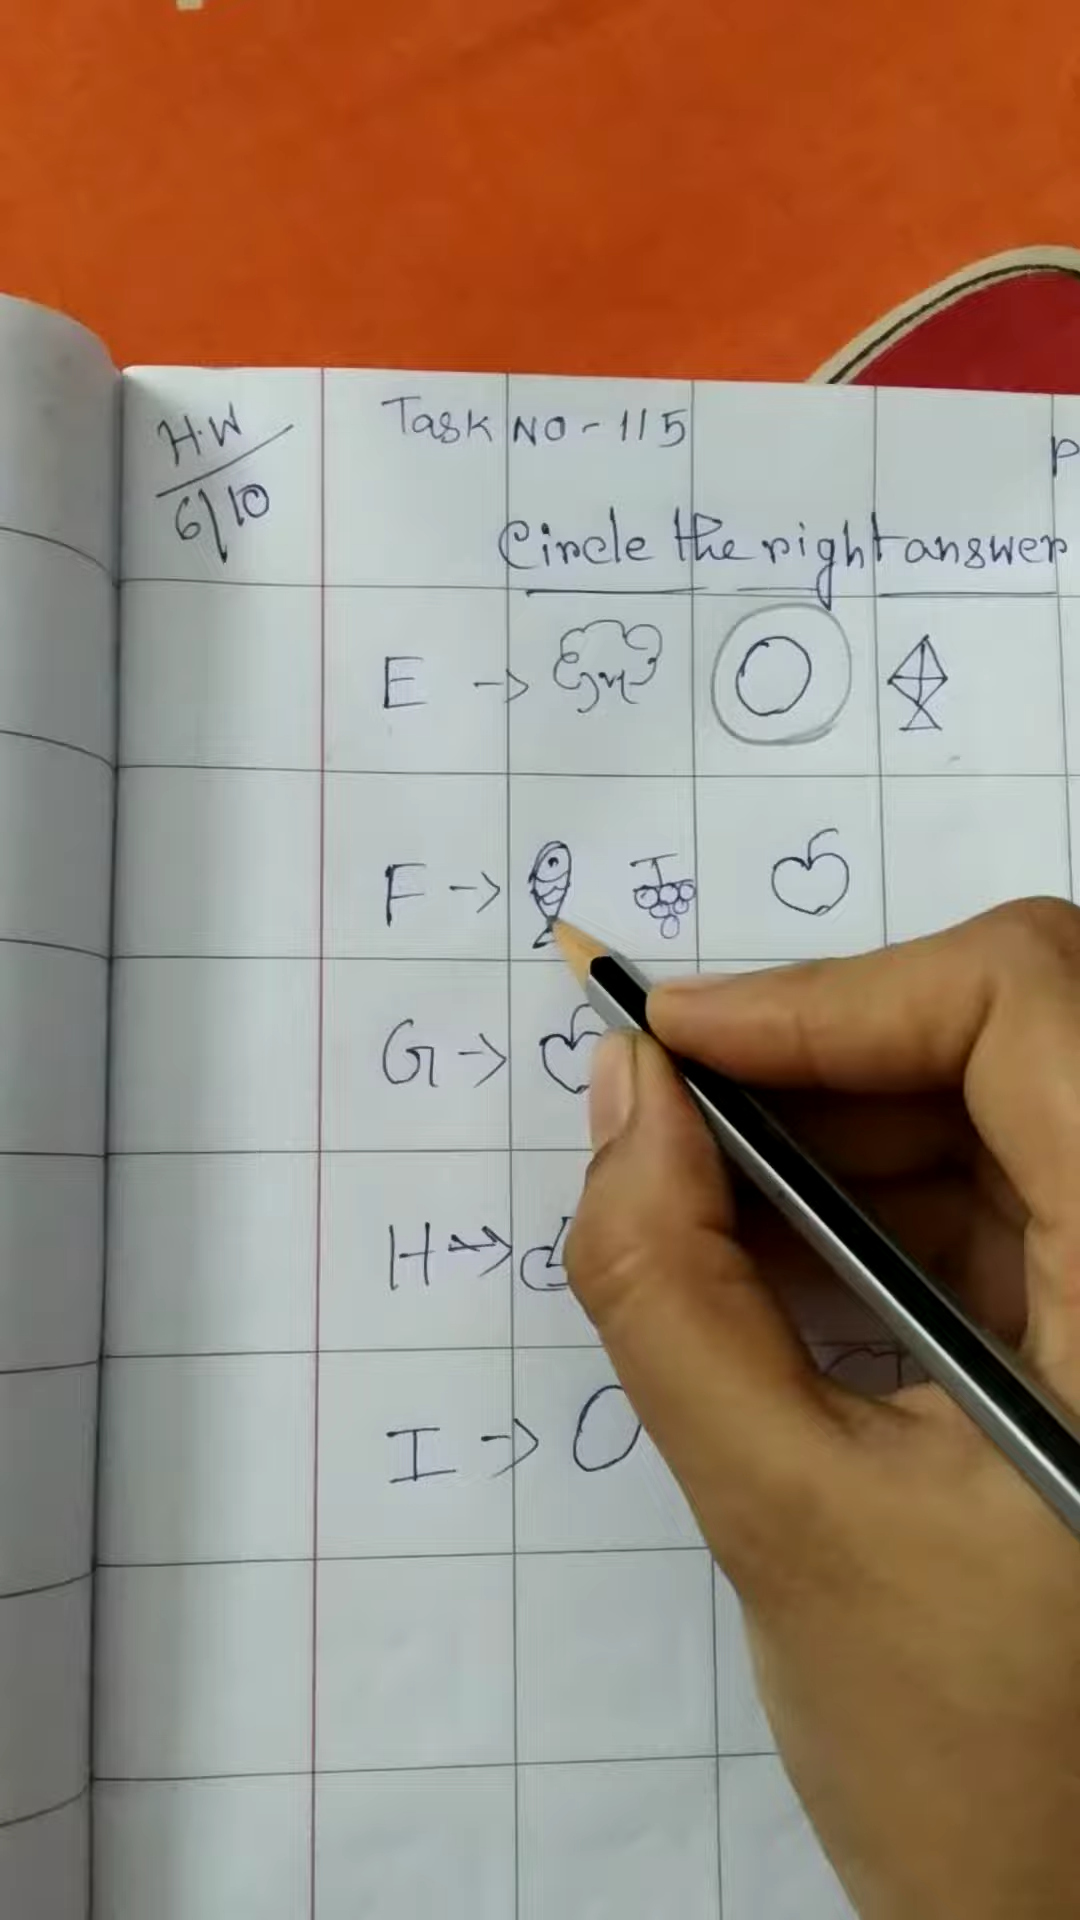 H.W
6/10
Task NO-115
P
Circle the right answer
E →
F →
G →
H →
I →